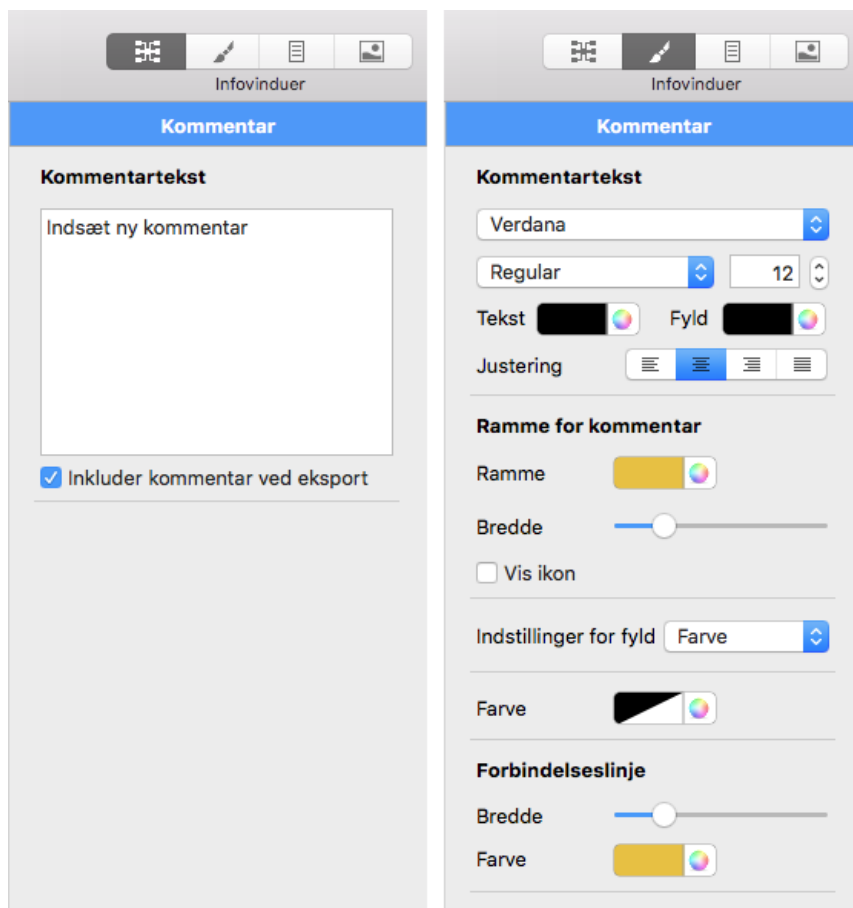 Infovinduer
Kommentar
Kommentartekst
Indsæt ny kommentar
Inkluder kommentar ved eksport
Infovinduer
Kommentar
Kommentartekst
Verdana
Regular 12
Tekst Fyld
Justering
Ramme for kommentar
Ramme
Bredde
Vis ikon
Indstillinger for fyld Farve
Farve
Forbindelseslinje
Bredde
Farve